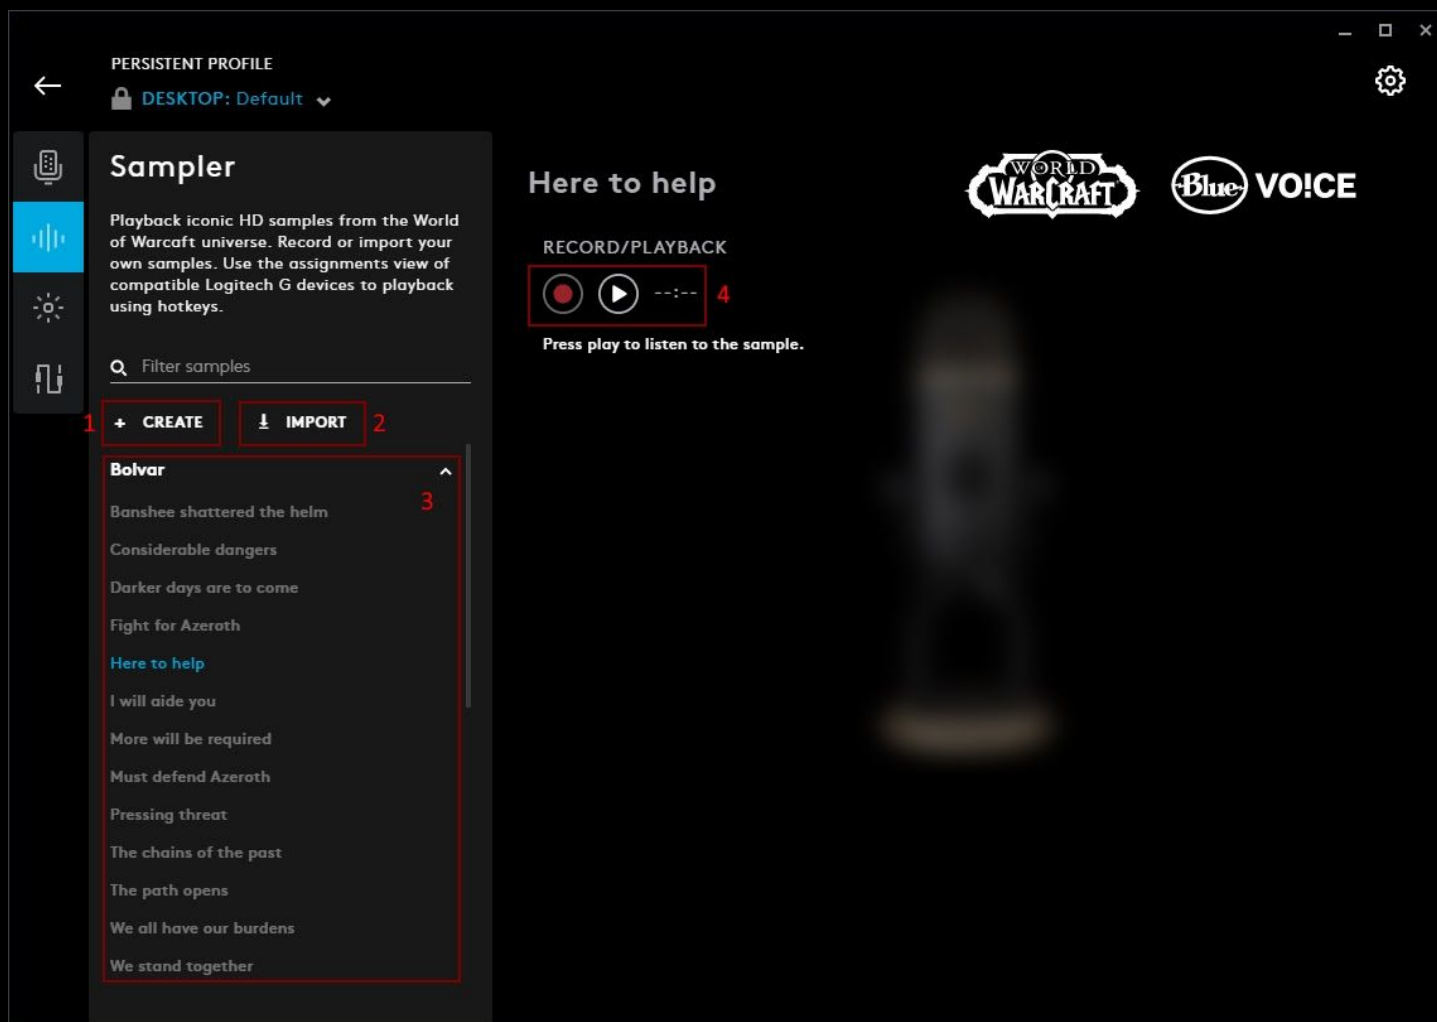 PERSISTENT PROFILE
DESKTOP: Default
Sampler
Playback iconic HD samples from the World
of Warcaft universe. Record or import your
own samples. Use the assignments view of
compatible Logitech G devices to playback
using hotkeys.
Filter samples
1 + CREATE IMPORT 2
Bolvar
3
Banshee shattered the helm
Considerable dangers
Darker days are to come
Fight for Azeroth
Here to help
I will aide you
More will be required
Must defend Azeroth
Pressing threat
The chains of the past
The path opens
We all have our burdens
We stand together
Here to help
WORLD
WARCRAFT
Blue VO!CE
RECORD/PLAYBACK
--:-- 4
Press play to listen to the sample.